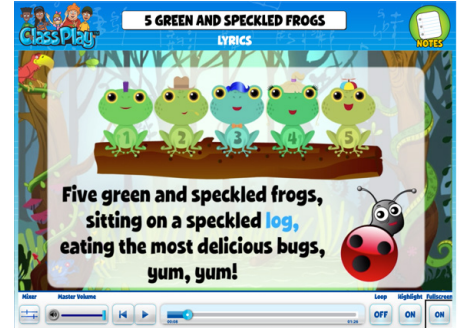 ClassPlay
5 GREEN AND SPECKLED FROGS
LYRICS
NOTES
1 2 3 4 5
Five green and speckled frogs,
sitting on a speckled log,
eating the most delicious bugs,
yum, yum!
Mixer Master Volume Loop Highlight Fullscreen
OFF ON ON